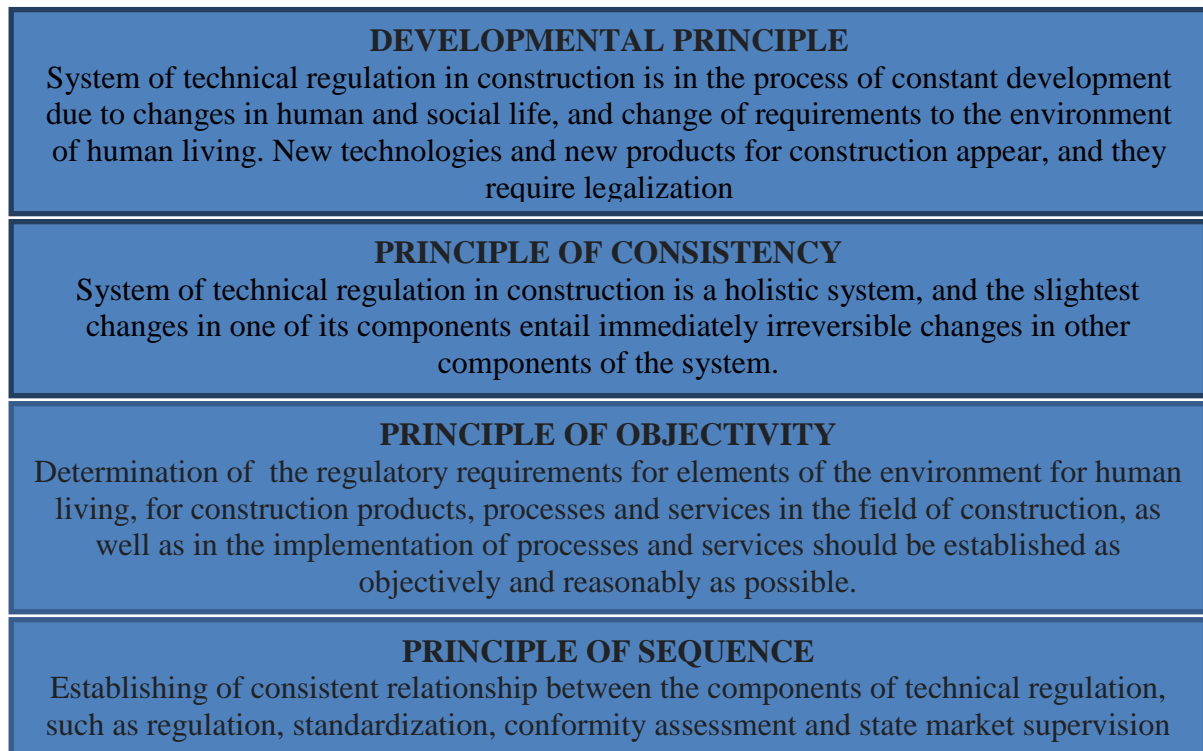 DEVELOPMENTAL PRINCIPLE
System of technical regulation in construction is in the process of constant development
due to changes in human and social life, and change of requirements to the environment
of human living. New technologies and new products for construction appear, and they
require legalization
PRINCIPLE OF CONSISTENCY
System of technical regulation in construction is a holistic system, and the slightest
changes in one of its components entail immediately irreversible changes in other
components of the system.
PRINCIPLE OF OBJECTIVITY
Determination of the regulatory requirements for elements of the environment for human
living, for construction products, processes and services in the field of construction, as
well as in the implementation of processes and services should be established as
objectively and reasonably as possible.
PRINCIPLE OF SEQUENCE
Establishing of consistent relationship between the components of technical regulation,
such as regulation, standardization, conformity assessment and state market supervision